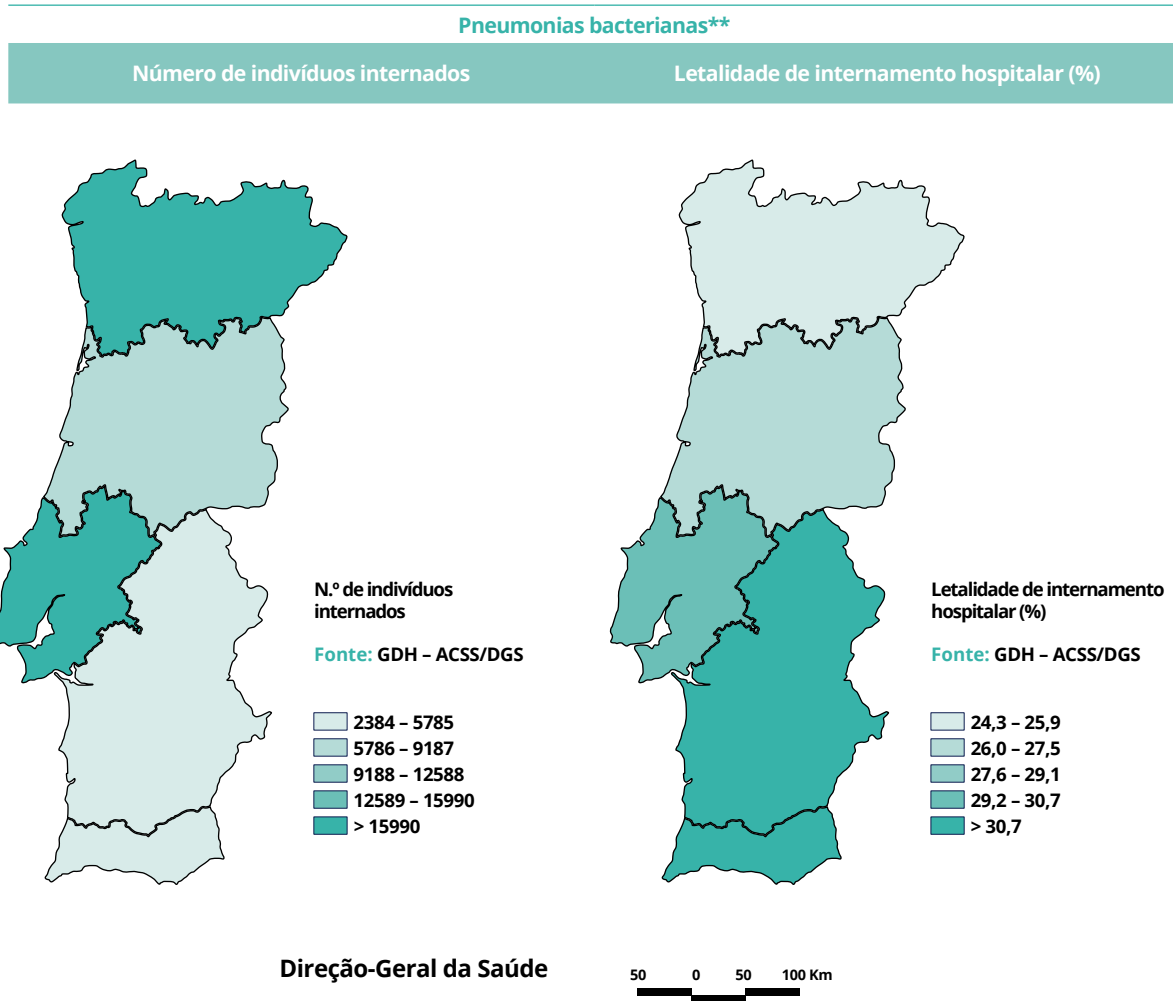 Pneumonias bacterianas**
Número de indivíduos internados
Letalidade de internamento hospitalar (%)
N.º de indivíduos
internados
Fonte: GDH – ACSS/DGS
2384 – 5785
5786 – 9187
9188 – 12588
12589 – 15990
> 15990
Letalidade de internamento
hospitalar (%)
Fonte: GDH – ACSS/DGS
24,3 – 25,9
26,0 – 27,5
27,6 – 29,1
29,2 – 30,7
> 30,7
Direção-Geral da Saúde
50 0 50 100 Km